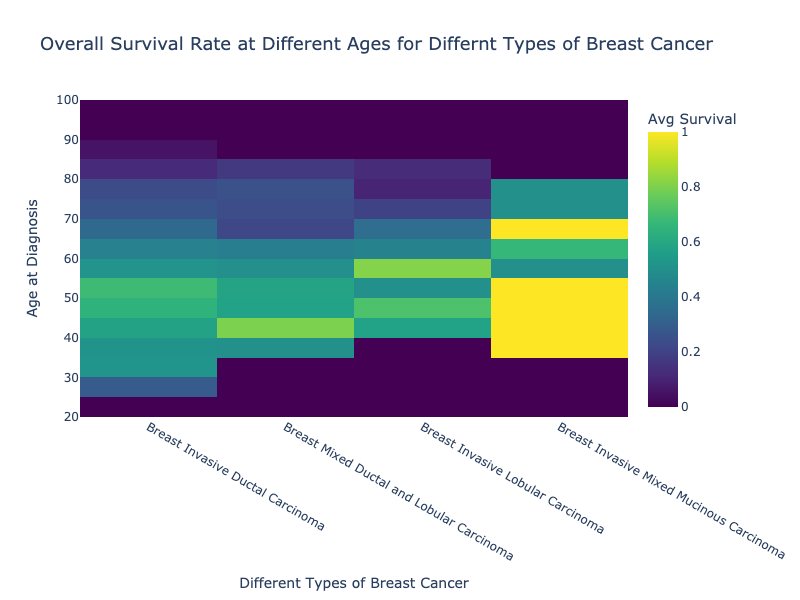 Overall Survival Rate at Different Ages for Differnt Types of Breast Cancer
Avg Survival
100
90
80
70
60
50
40
30
20
Age at Diagnosis
1
0.8
0.6
0.4
0.2
0
Breast Invasive Ductal Carcinoma
Breast Mixed Ductal and Lobular Carcinoma
Breast Invasive Lobular Carcinoma
Breast Invasive Mixed Mucinous Carcinoma
Different Types of Breast Cancer